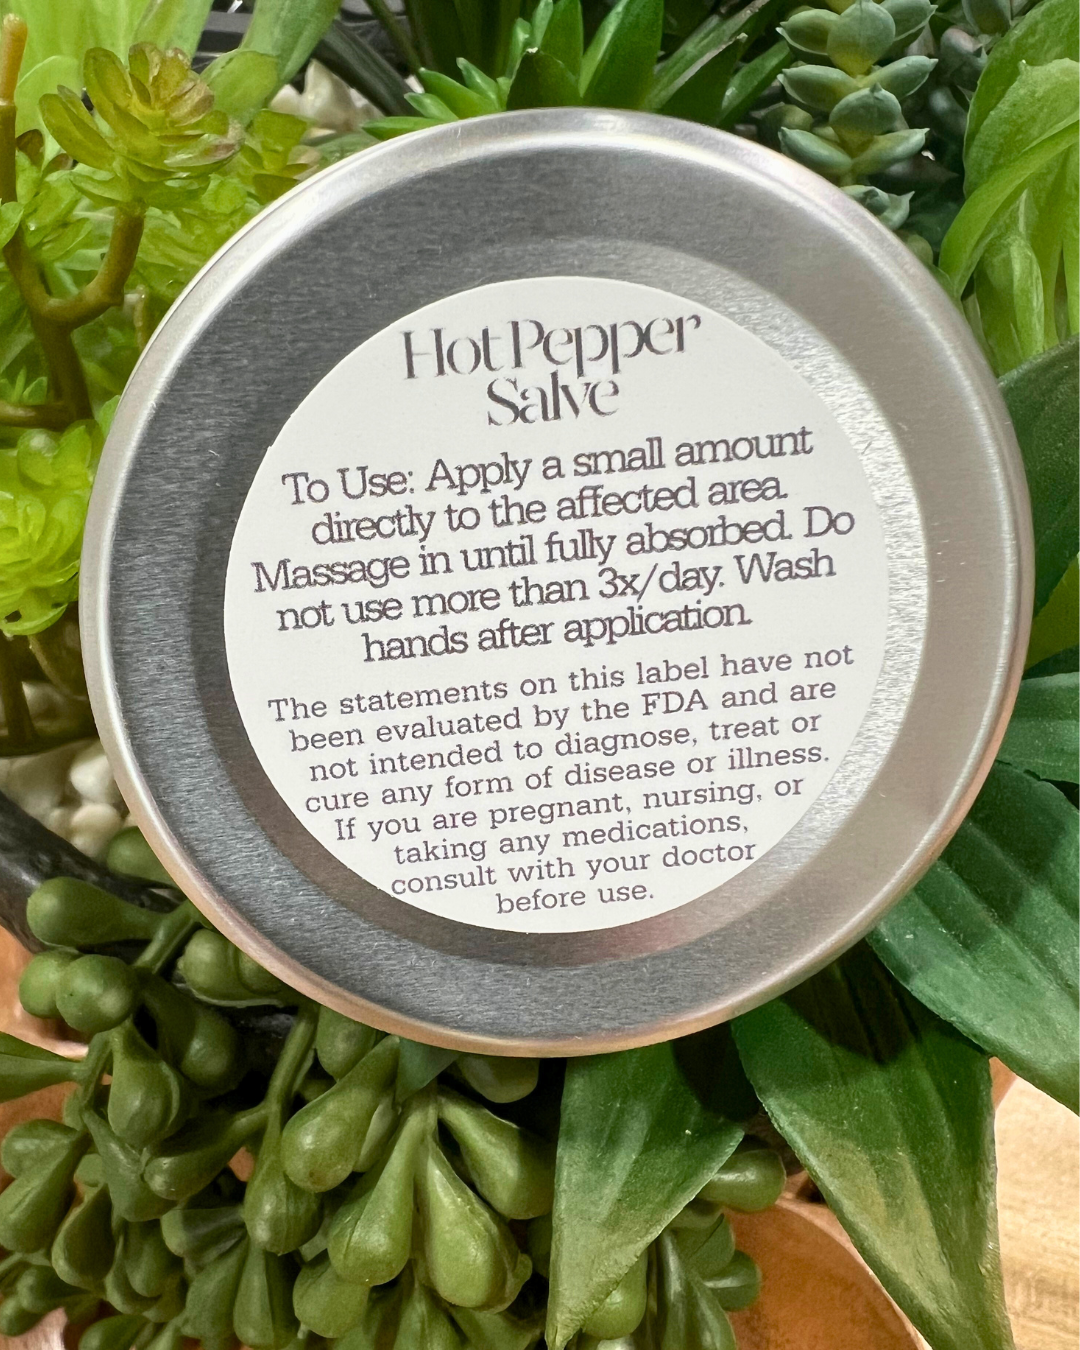 Hot Pepper
Salve
To Use: Apply a small amount
directly to the affected area.
Massage in until fully absorbed. Do
not use more than 3x/day. Wash
hands after application.
The statements on this label have not
been evaluated by the FDA and are
not intended to diagnose, treat or
cure any form of disease or illness.
If you are pregnant, nursing, or
taking any medications,
consult with your doctor
before use.